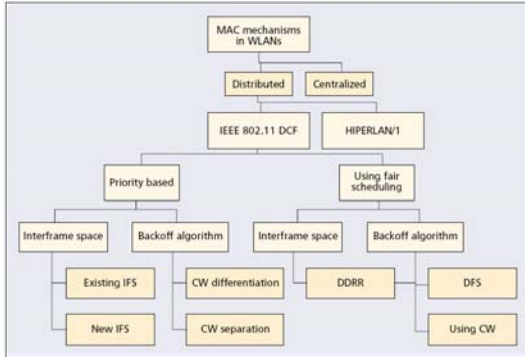 MAC mechanisms
in WLANs
Distributed
Centralized
IEEE 802.11 DCF
HIPERLAN/1
Priority based
Using fair
scheduling
Interframe space
Backoff algorithm
Interframe space
Backoff algorithm
Existing IFS
CW differentiation
DDRR
DFS
New IFS
CW separation
Using CW